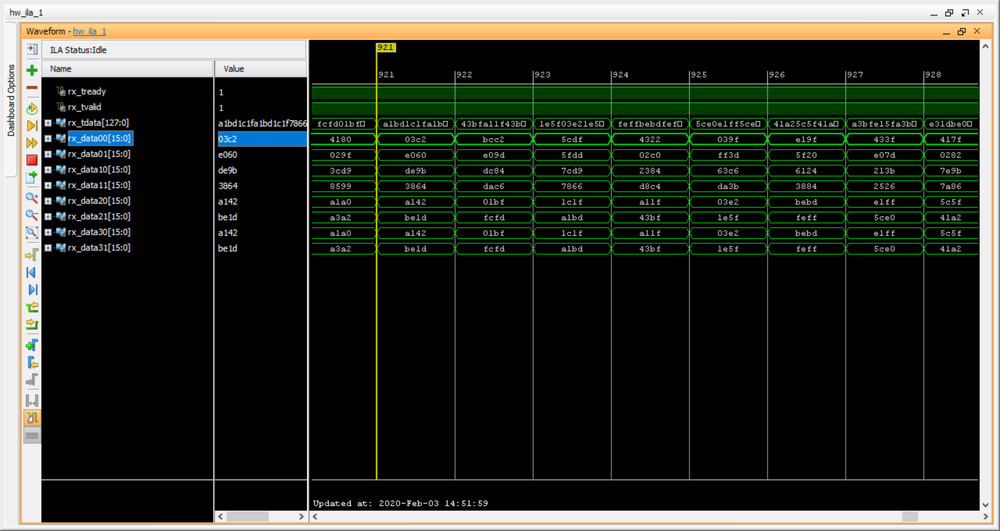 hw_ila_1
Waveform - hw_ila_1
Dashboard Options
ILA Status:Idle
Name Value
921
921 922 923 924 925 926 927 928
rx_tready 1
rx_tvalid 1
rx_tdata[127:0] a1bd1c1fa1bd1c1f7866 fcfd01bf a1bd1c1fa1b 43bfa11f43b 1e5f03e21e5 feffbebdfef 5ce0e1ff5ce 41a25c5f41a a3bfe15fa3b e31dbe0
rx_data00[15:0] 03c2 4180 03c2 bcc2 5cdf 4322 039f e19f 433f 417f
rx_data01[15:0] e060 029f e060 e09d 5fdd 02c0 ff3d 5f20 e07d 0282
rx_data10[15:0] de9b 3cd9 de9b dc84 7cd9 2384 63c6 6124 213b 7e9b
rx_data11[15:0] 3864 8599 3864 dac6 7866 d8c4 da3b 3884 2526 7a86
rx_data20[15:0] a142 a1a0 a142 01bf 1c1f a11f 03e2 bebd e1ff 5c5f
rx_data21[15:0] be1d a3a2 be1d fcfd a1bd 43bf 1e5f feff 5ce0 41a2
rx_data30[15:0] a142 a1a0 a142 01bf 1c1f a11f 03e2 bebd e1ff 5c5f
rx_data31[15:0] be1d a3a2 be1d fcfd a1bd 43bf 1e5f feff 5ce0 41a2
Updated at: 2020-Feb-03 14:51:59